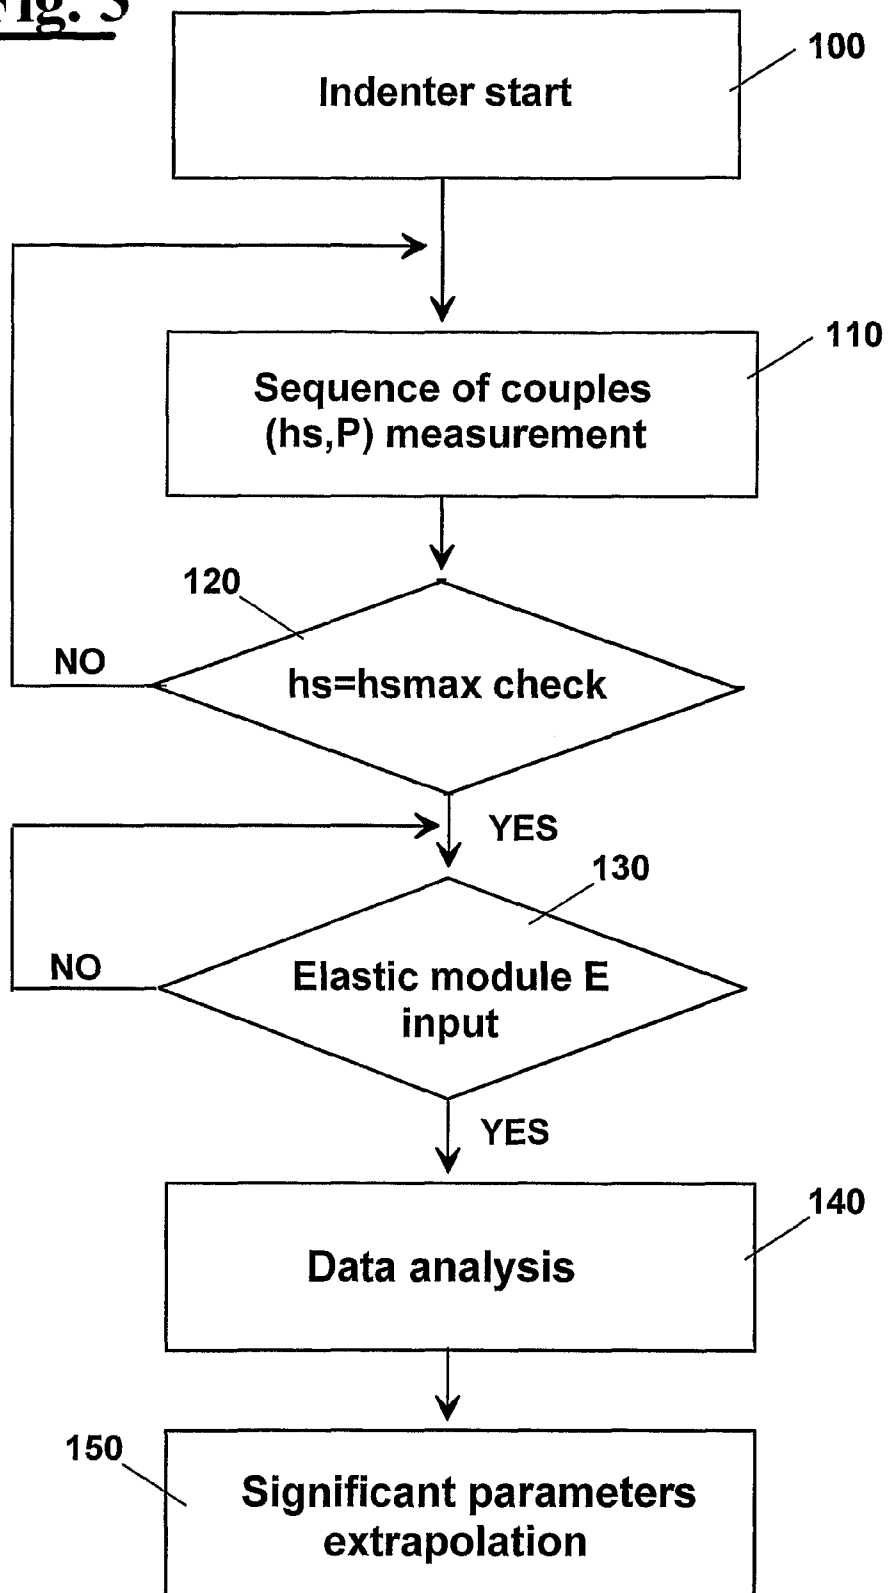 Fig. 3
Indenter start
100
110
Sequence of couples
(hs,P) measurement
120
NO
hs=hsmax check
YES
130
NO
Elastic module E
input
YES
140
Data analysis
150
Significant parameters
extrapolation